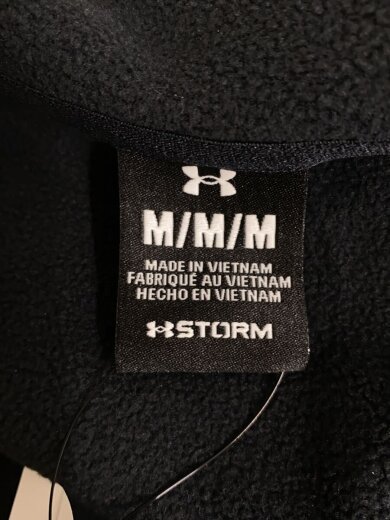 M/M/M
MADE IN VIETNAM
FABRIQUÉ AU VIETNAM
HECHO EN VIETNAM
STORM